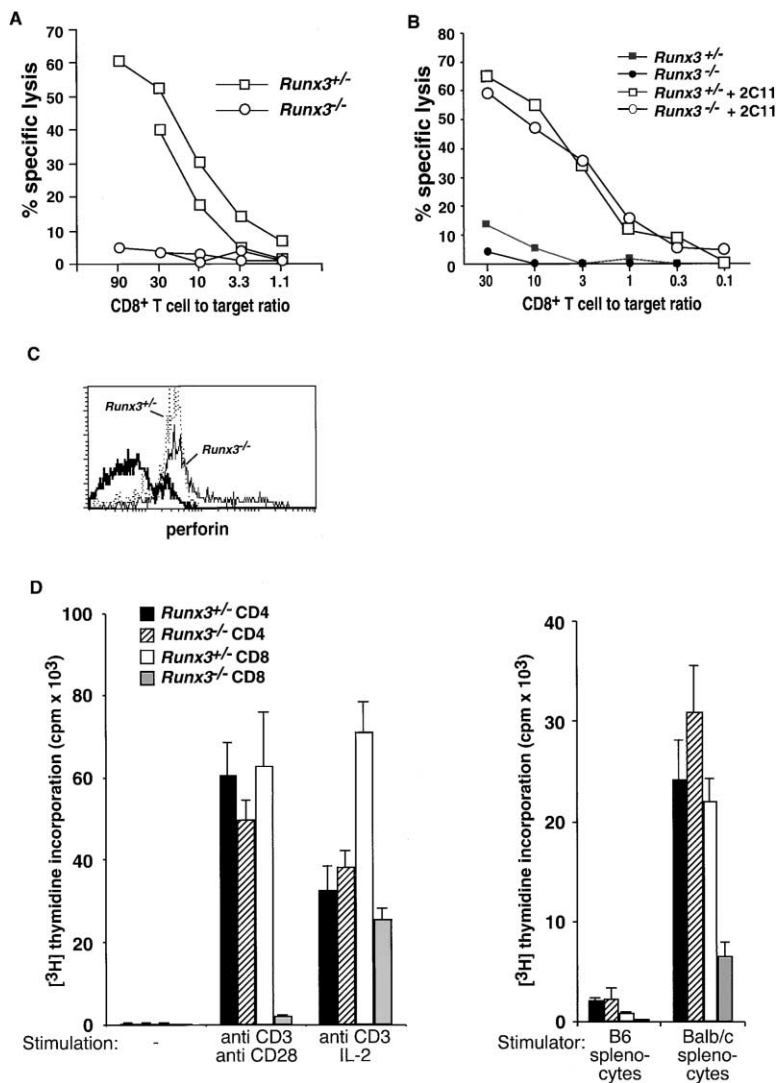 A
70
60
50
40
30
20
10
0
% specific lysis
Runx3+/-
Runx3-/-
90 30 10 3.3 1.1
CD8+ T cell to target ratio
B
80
70
60
50
40
30
20
10
0
% specific lysis
Runx3 +/-
Runx3 -/-
Runx3 +/- + 2C11
Runx3 -/- + 2C11
30 10 3 1 0.3 0.1
CD8+ T cell to target ratio
C
Runx3+/-
Runx3-/-
perforin
D
100
80
60
40
20
0
[3H] thymidine incorporation (cpm x 103)
Runx3+/- CD4
Runx3-/- CD4
Runx3+/- CD8
Runx3-/- CD8
Stimulation: - anti CD3 anti CD3
anti CD28 IL-2
40
30
20
10
0
[3H] thymidine incorporation (cpm x 103)
Stimulator: B6 Balb/c
spleno- spleno-
cytes cytes